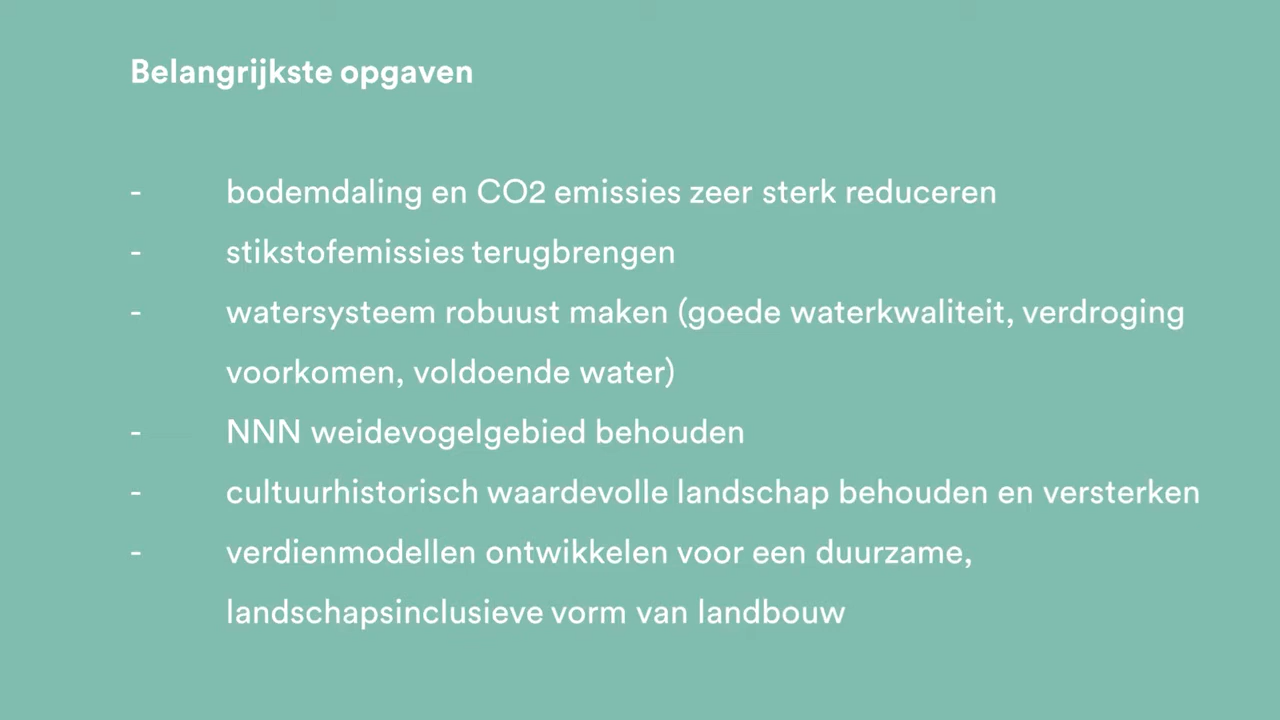 Belangrijkste opgaven
- bodemdaling en CO2 emissies zeer sterk reduceren
- stikstofemissies terugbrengen
- watersysteem robuust maken (goede waterkwaliteit, verdroging
voorkomen, voldoende water)
- NNN weidevogelgebied behouden
- cultuurhistorisch waardevolle landschap behouden en versterken
- verdienmodellen ontwikkelen voor een duurzame,
landschapsinclusieve vorm van landbouw